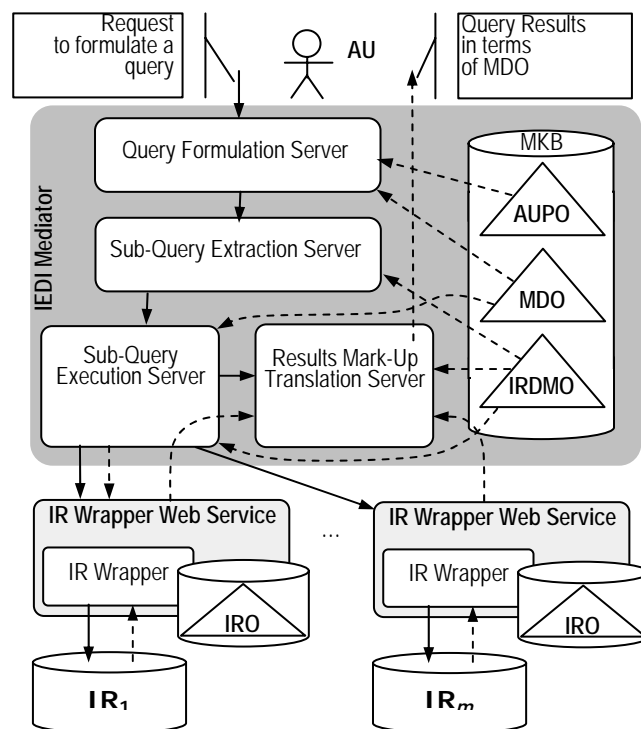 Request
to formulate a
query
AU
Query Results
in terms
of MDO
IEDI Mediator
Query Formulation Server
MKB
AUPO
Sub-Query Extraction Server
MDO
Sub-Query
Execution Server
Results Mark-Up
Translation Server
IRDMO
IR Wrapper Web Service
...
IR Wrapper Web Service
IR Wrapper
IRO
IR Wrapper
IRO
IR1
IRm